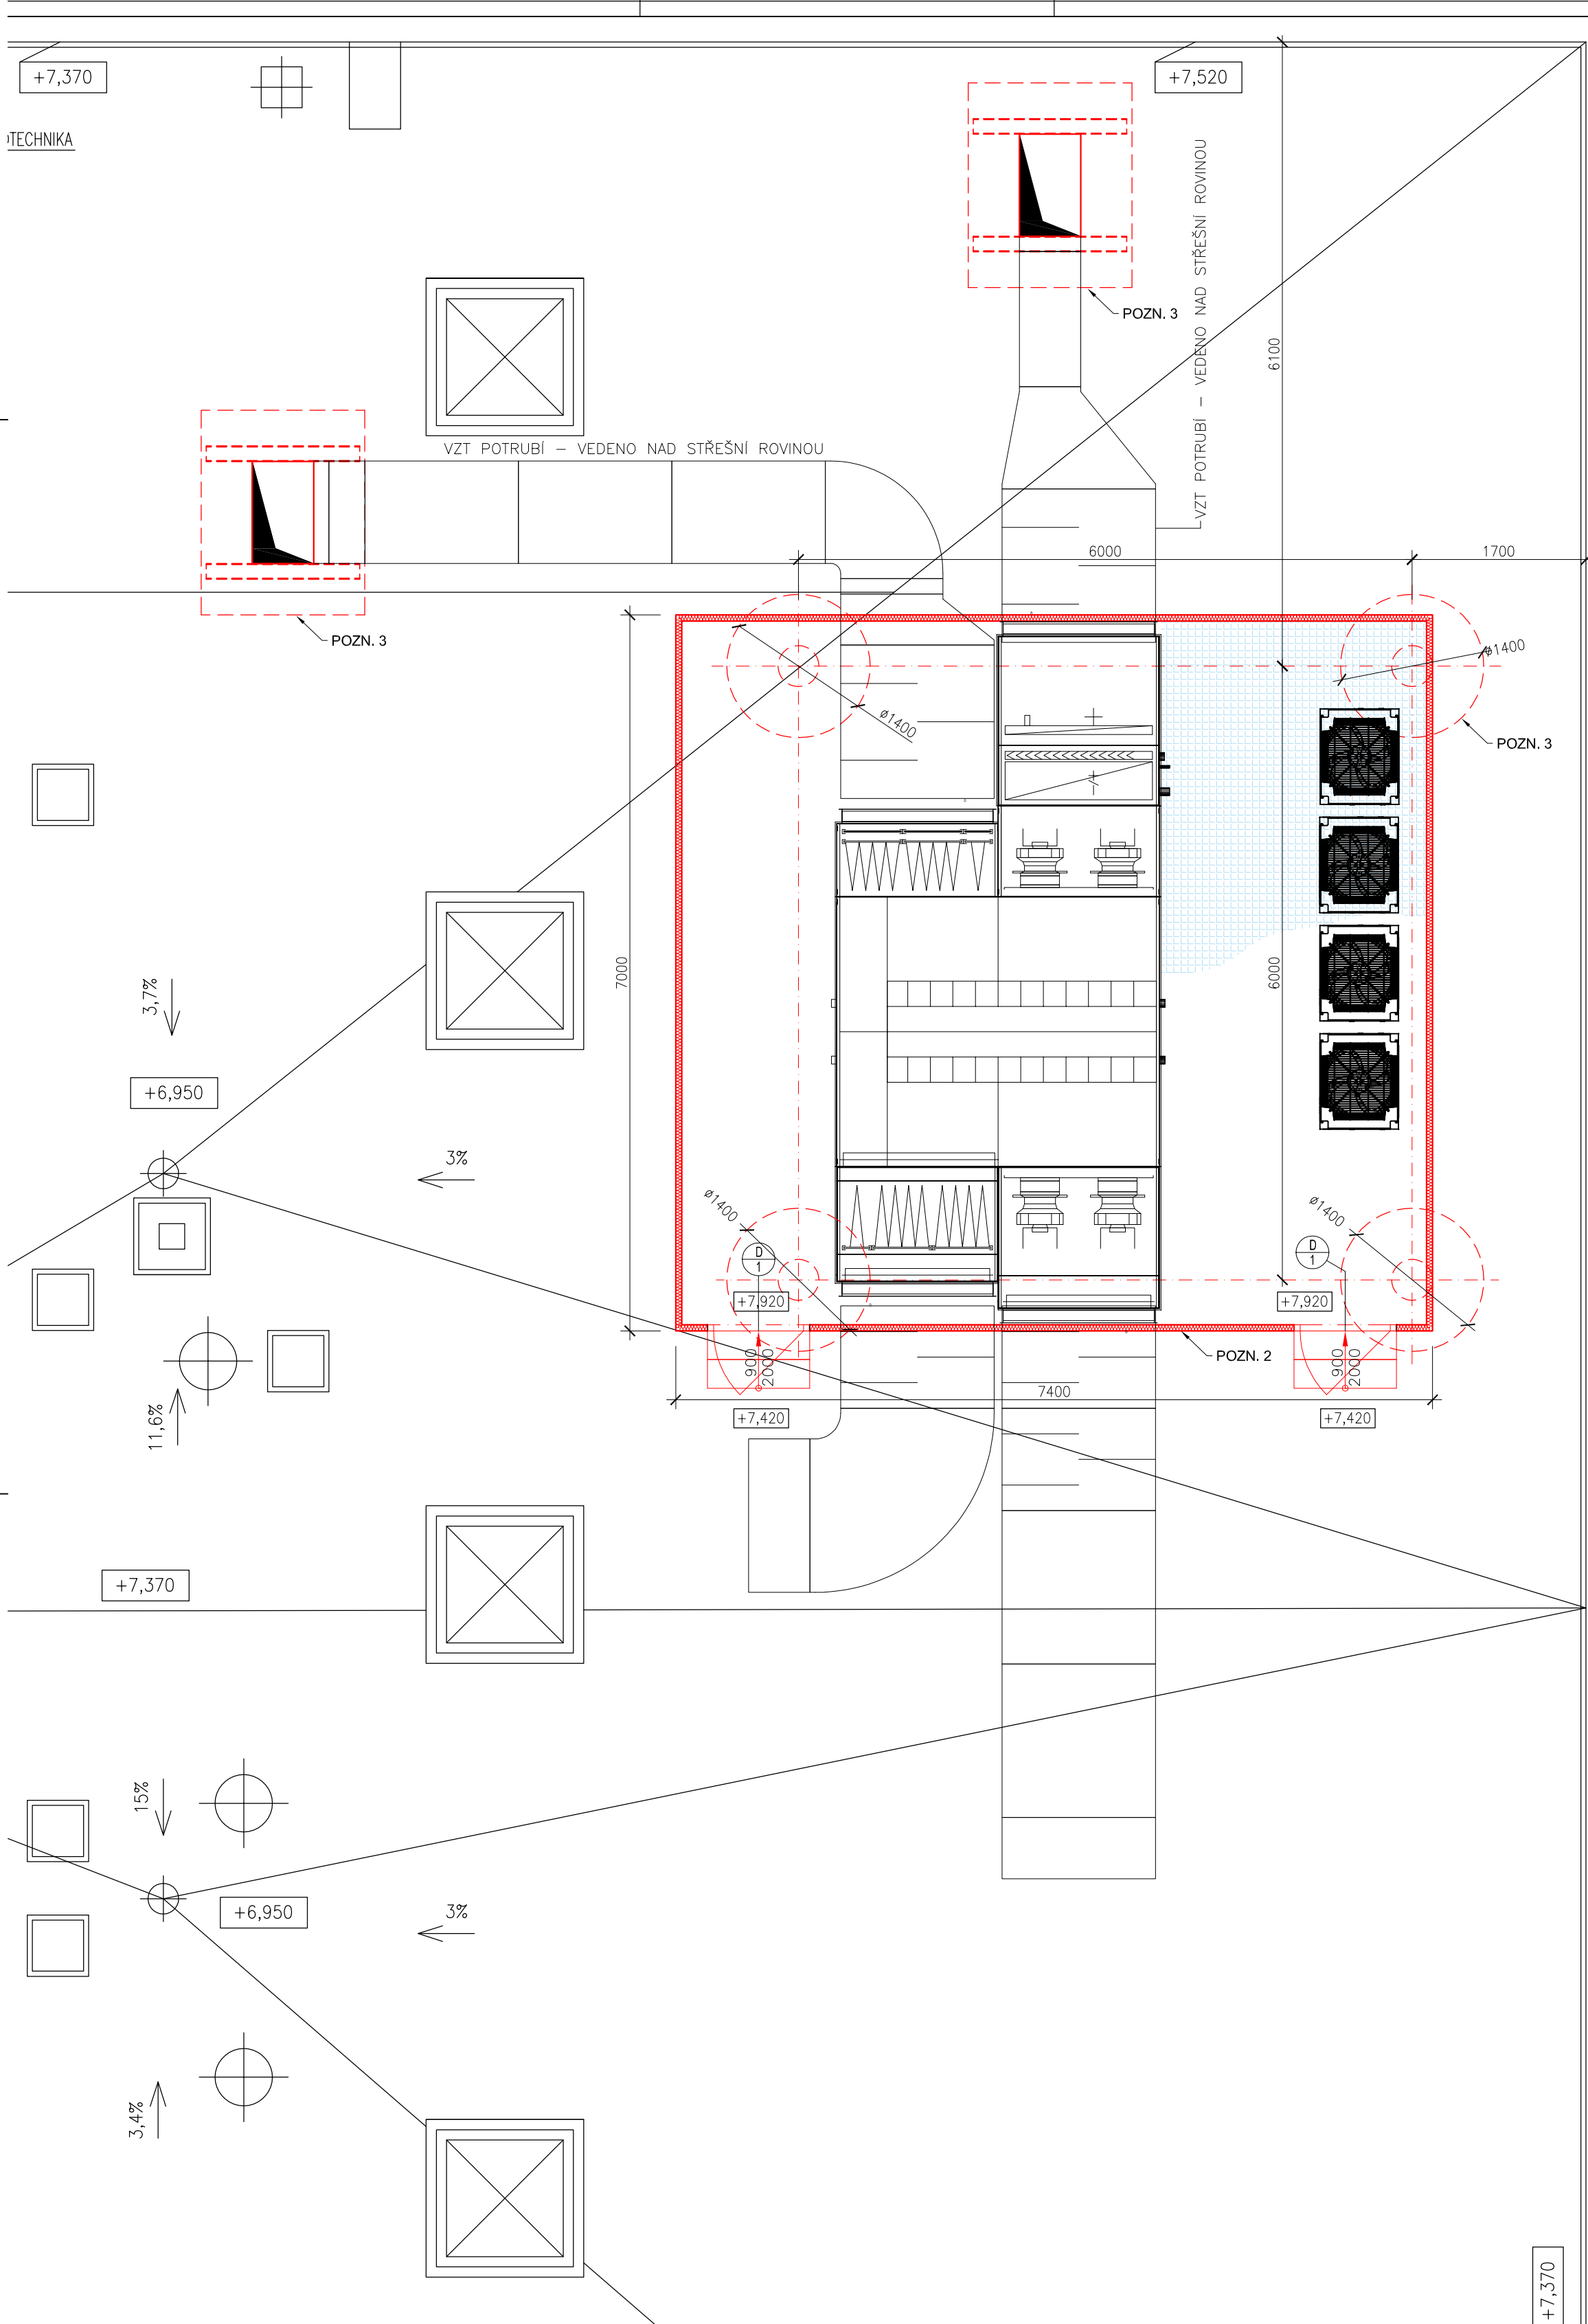 +7,370
+7,520
OTECHNIKA
VZT POTRUBÍ – VEDENO NAD STŘEŠNÍ ROVINOU
POZN. 3
6100
VZT POTRUBÍ – VEDENO NAD STŘEŠNÍ ROVINOU
6000
1700
POZN. 3
ø1400
ø1400
POZN. 3
7000
6000
3,7%
+6,950
3%
ø1400
ø1400
D
1
D
1
+7,920
+7,920
900
2000
900
2000
POZN. 2
7400
+7,420
+7,420
11,6%
+7,370
15%
+6,950
3%
3,4%
+7,370